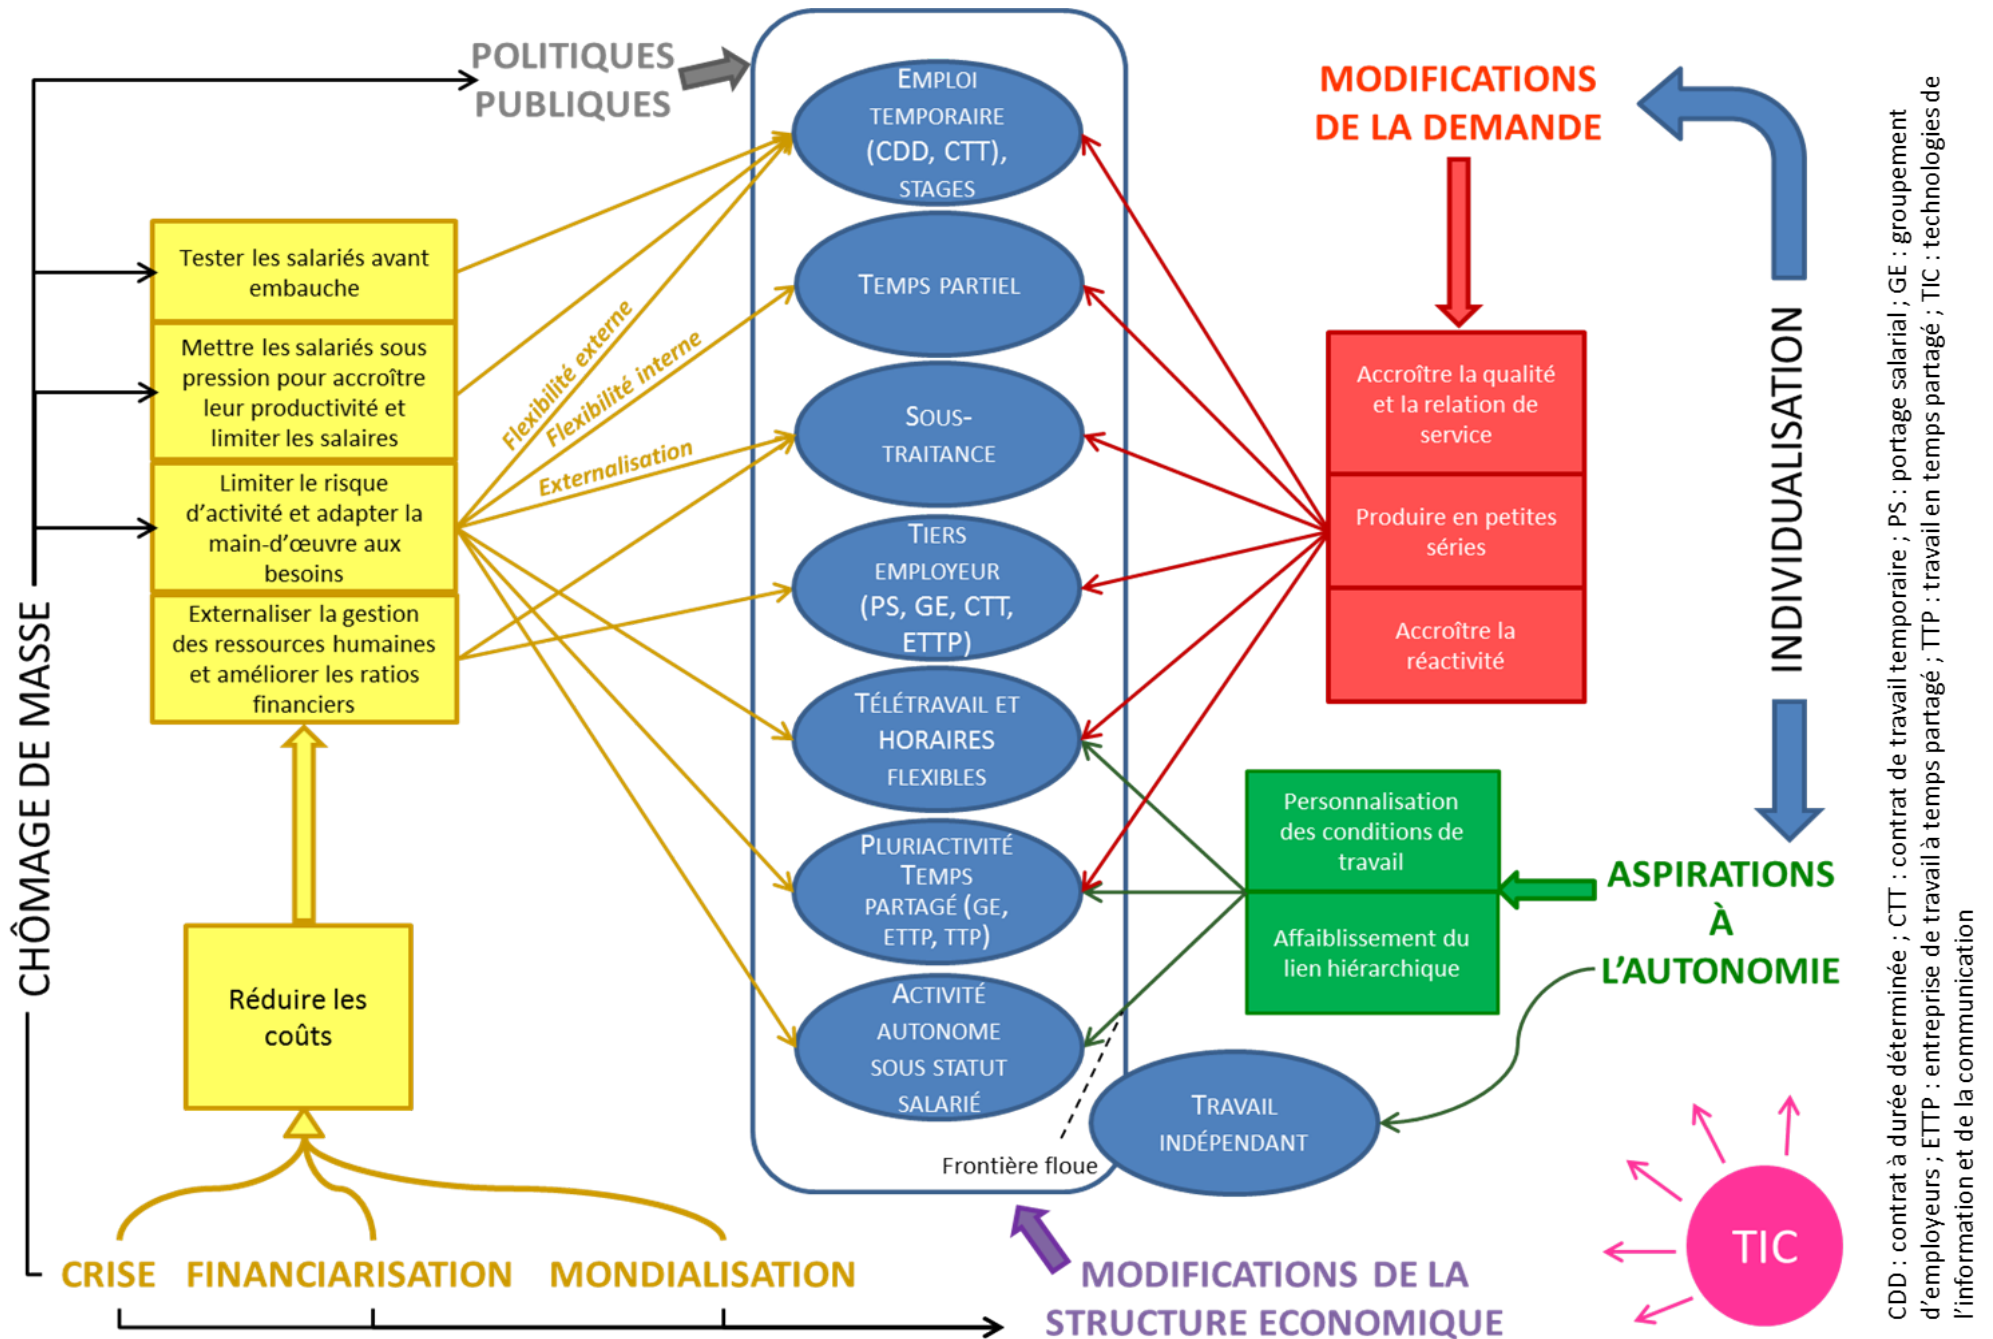 POLITIQUES
PUBLIQUES
EMPLOI
TEMPORAIRE
(CDD, CTT),
STAGES
TEMPS PARTIEL
SOUS-
TRAITANCE
TIERS
EMPLOYEUR
(PS, GE, CTT,
ETTP)
TÉLÉTRAVAIL ET
HORAIRES
FLEXIBLES
PLURIACTIVITÉ
TEMPS
PARTAGÉ (GE,
ETTP, TTP)
ACTIVITÉ
AUTONOME
SOUS STATUT
SALARIÉ
TRAVAIL
INDÉPENDANT
Frontière floue
Tester les salariés avant
embauche
Mettre les salariés sous
pression pour accroître
leur productivité et
limiter les salaires
Limiter le risque
d'activité et adapter la
main-d'œuvre aux
besoins
Externaliser la gestion
des ressources humaines
et améliorer les ratios
financiers
Flexibilité externe
Flexibilité interne
Externalisation
Réduire les
coûts
CHÔMAGE DE MASSE
CRISE FINANCIARISATION MONDIALISATION
MODIFICATIONS DE LA
STRUCTURE ECONOMIQUE
MODIFICATIONS
DE LA DEMANDE
Accroître la qualité
et la relation de
service
Produire en petites
séries
Accroître la
réactivité
INDIVIDUALISATION
Personnalisation
des conditions de
travail
Affaiblissement du
lien hiérarchique
ASPIRATIONS
À
L'AUTONOMIE
TIC
CDD : contrat à durée déterminée ; CTT : contrat de travail temporaire ; PS : portage salarial ; GE : groupement
d'employeurs ; ETTP : entreprise de travail à temps partagé ; TTP : travail en temps partagé ; TIC : technologies de
l'information et de la communication